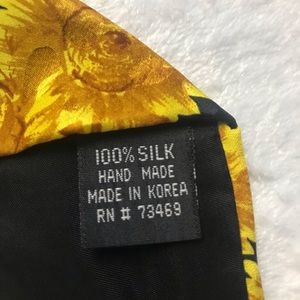 100% SILK
HAND MADE
MADE IN KOREA
RN # 73469